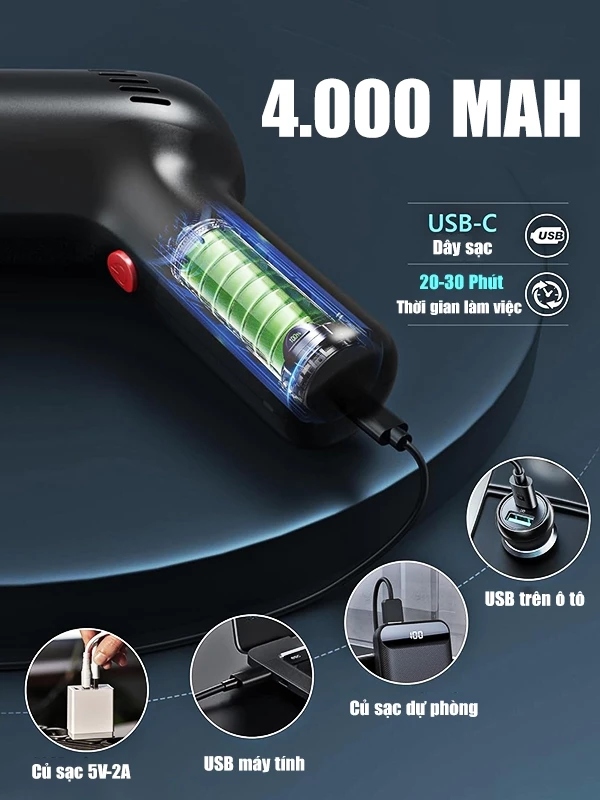 4.000 MAH
USB-C
Dây sạc
USB
20-30 Phút
Thời gian làm việc
USB trên ô tô
100
Củ sạc dự phòng
USB máy tính
Củ sạc 5V-2A